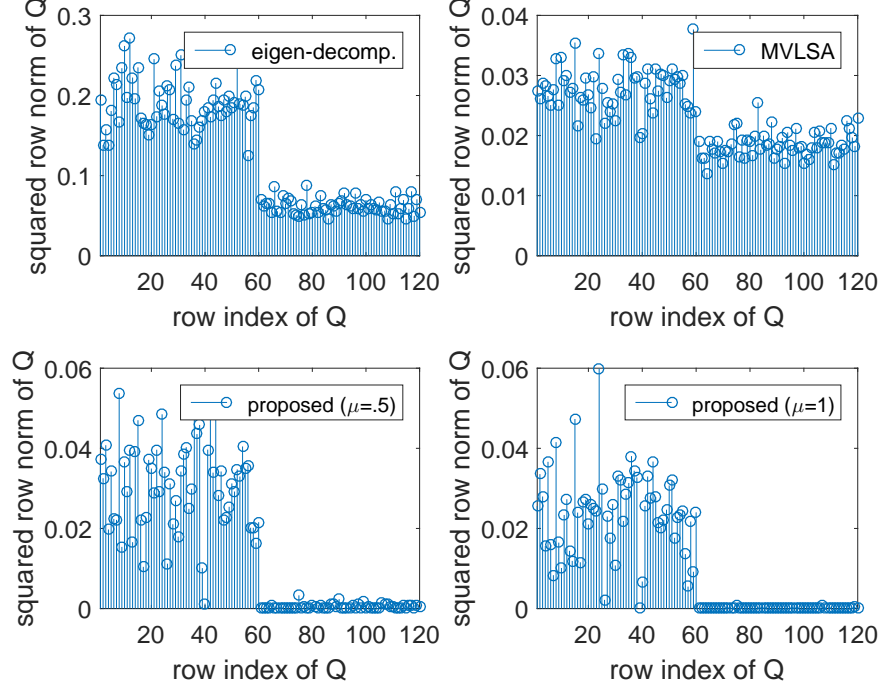 0.3
0.2
0.1
0
20 40 60 80 100 120
squared row norm of Q
row index of Q
eigen-decomp.
0.04
0.03
0.02
0.01
0
20 40 60 80 100 120
squared row norm of Q
row index of Q
MVLSA
0.06
0.04
0.02
0
20 40 60 80 100 120
squared row norm of Q
row index of Q
proposed (μ=.5)
0.06
0.04
0.02
0
20 40 60 80 100 120
squared row norm of Q
row index of Q
proposed (μ=1)